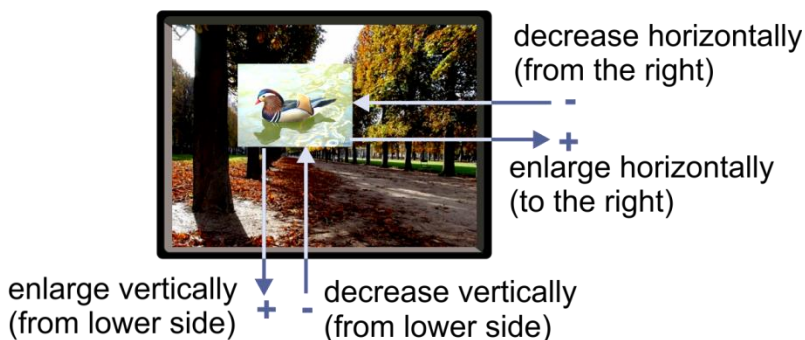 decrease horizontally
(from the right)
-
+
enlarge horizontally
(to the right)
enlarge vertically
(from lower side)
+
-
decrease vertically
(from lower side)